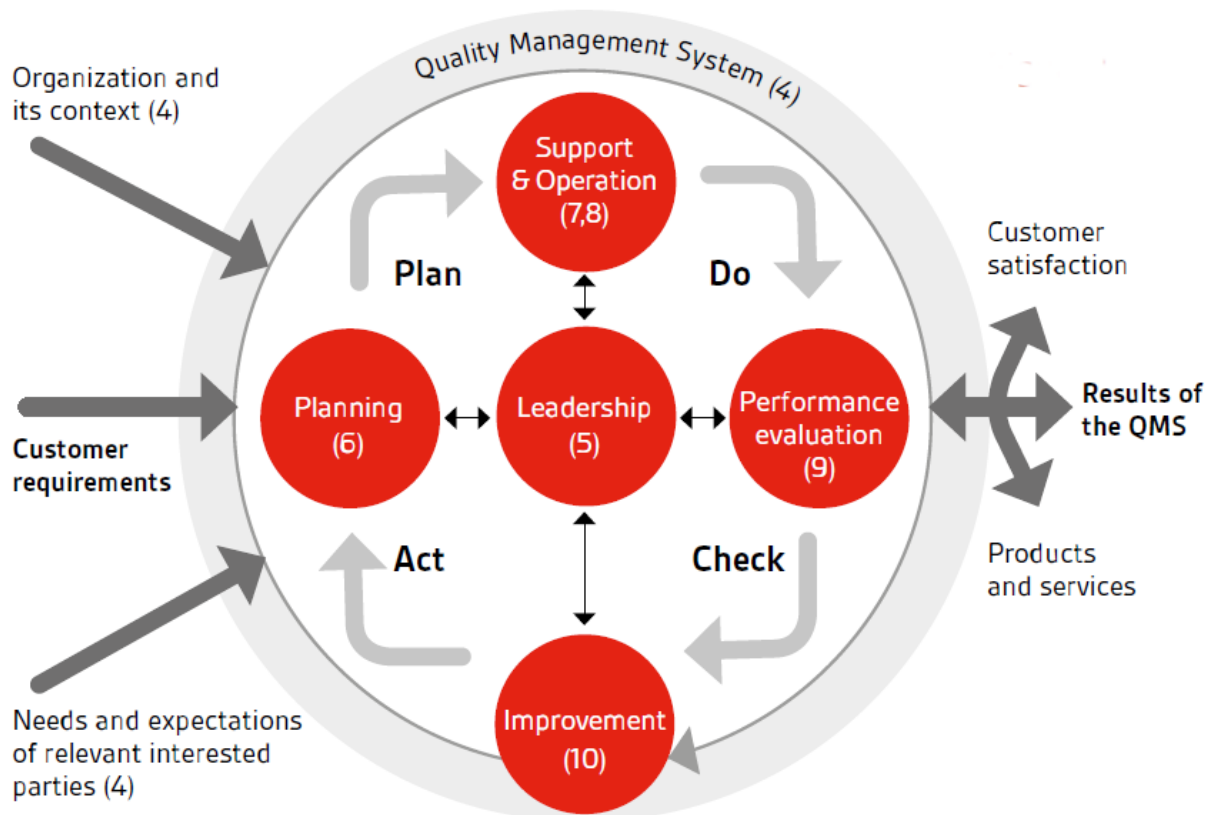 Quality Management System (4)
Organization and
its context (4)
Support
& Operation
(7,8)
Plan
Do
Customer
satisfaction
Planning
(6)
Leadership
(5)
Performance
evaluation
(9)
Results of
the QMS
Customer
requirements
Act
Check
Products
and services
Improvement
(10)
Needs and expectations
of relevant interested
parties (4)